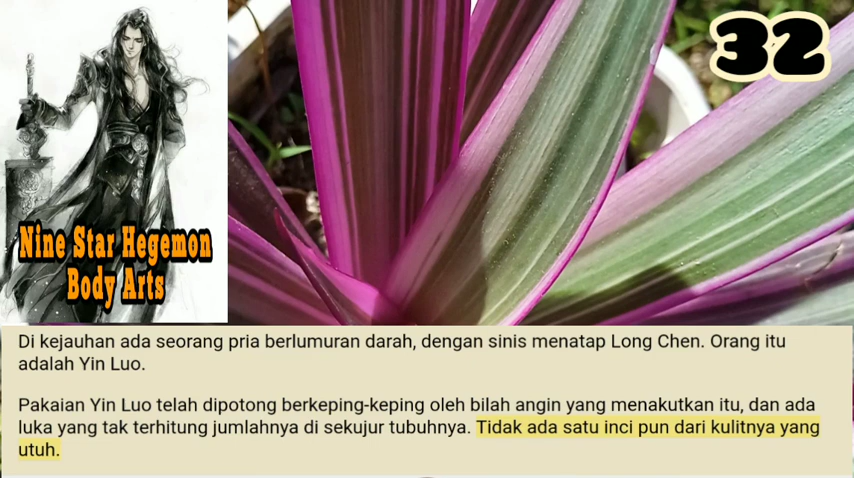 32
Nine Star Hegemon
Body Arts
Di kejauhan ada seorang pria berlumuran darah, dengan sinis menatap Long Chen. Orang itu
adalah Yin Luo.
Pakaian Yin Luo telah dipotong berkeping-keping oleh bilah angin yang menakutkan itu, dan ada
luka yang tak terhitung jumlahnya di sekujur tubuhnya. Tidak ada satu inci pun dari kulitnya yang
utuh.